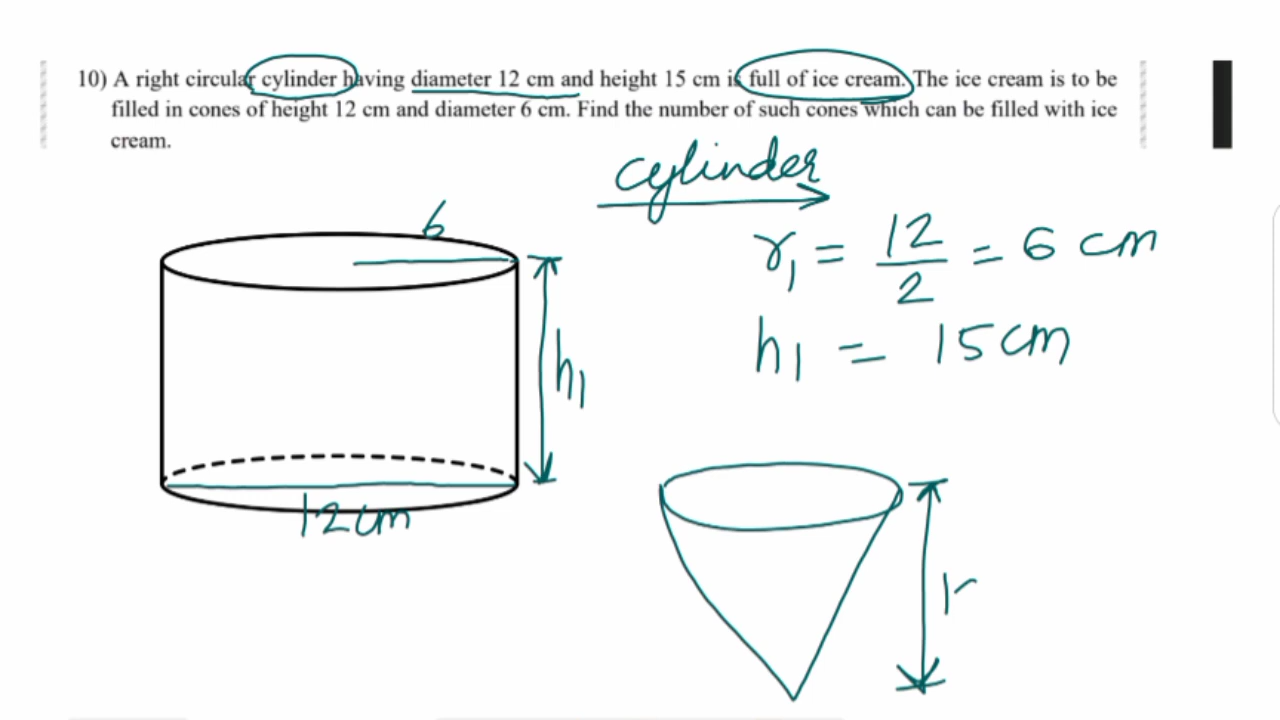 10) A right circular cylinder having diameter 12 cm and height 15 cm is full of ice cream. The ice cream is to be
filled in cones of height 12 cm and diameter 6 cm. Find the number of such cones which can be filled with ice
cream.
cylinder
6
r₁ = 12/2 = 6 cm
h₁ = 15cm
h₁
12cm